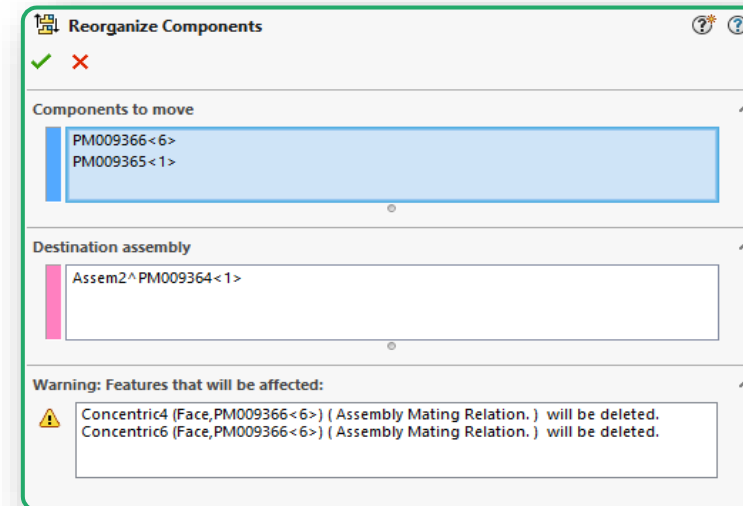 Reorganize Components
Components to move
PM009366<6>
PM009365<1>
Destination assembly
Assem2^PM009364<1>
Warning: Features that will be affected:
Concentric4 (Face,PM009366<6>) ( Assembly Mating Relation. )  will be deleted.
Concentric6 (Face,PM009366<6>) ( Assembly Mating Relation. )  will be deleted.